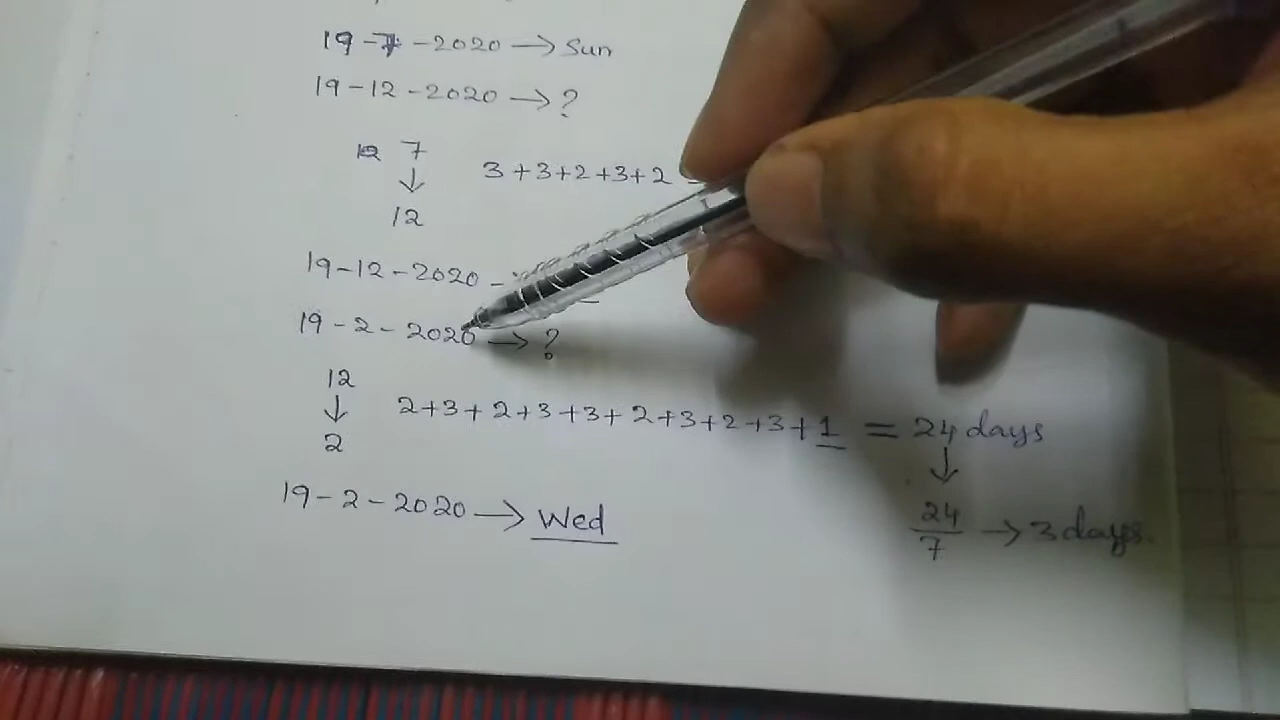 19-7-2020 → Sun
19-12-2020 → ?
7
↓
12
3+3+2+3+2
19-12-2020 -
19-2-2020 → ?
12
↓
2
2+3+2+3+3+2+3+2+3+1 = 24 days
↓
24/7 → 3 days.
19-2-2020 → Wed